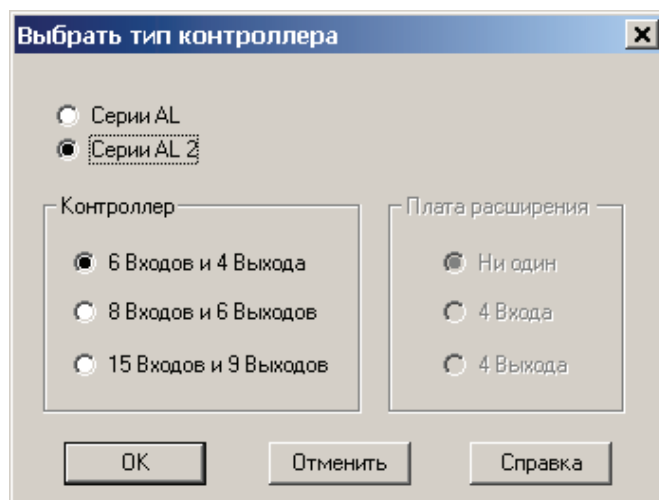 Выбрать тип контроллера
Серии AL
Серии AL 2
Контроллер
6 Входов и 4 Выхода
8 Входов и 6 Выходов
15 Входов и 9 Выходов
Плата расширения
Ни один
4 Входа
4 Выхода
OK
Отменить
Справка